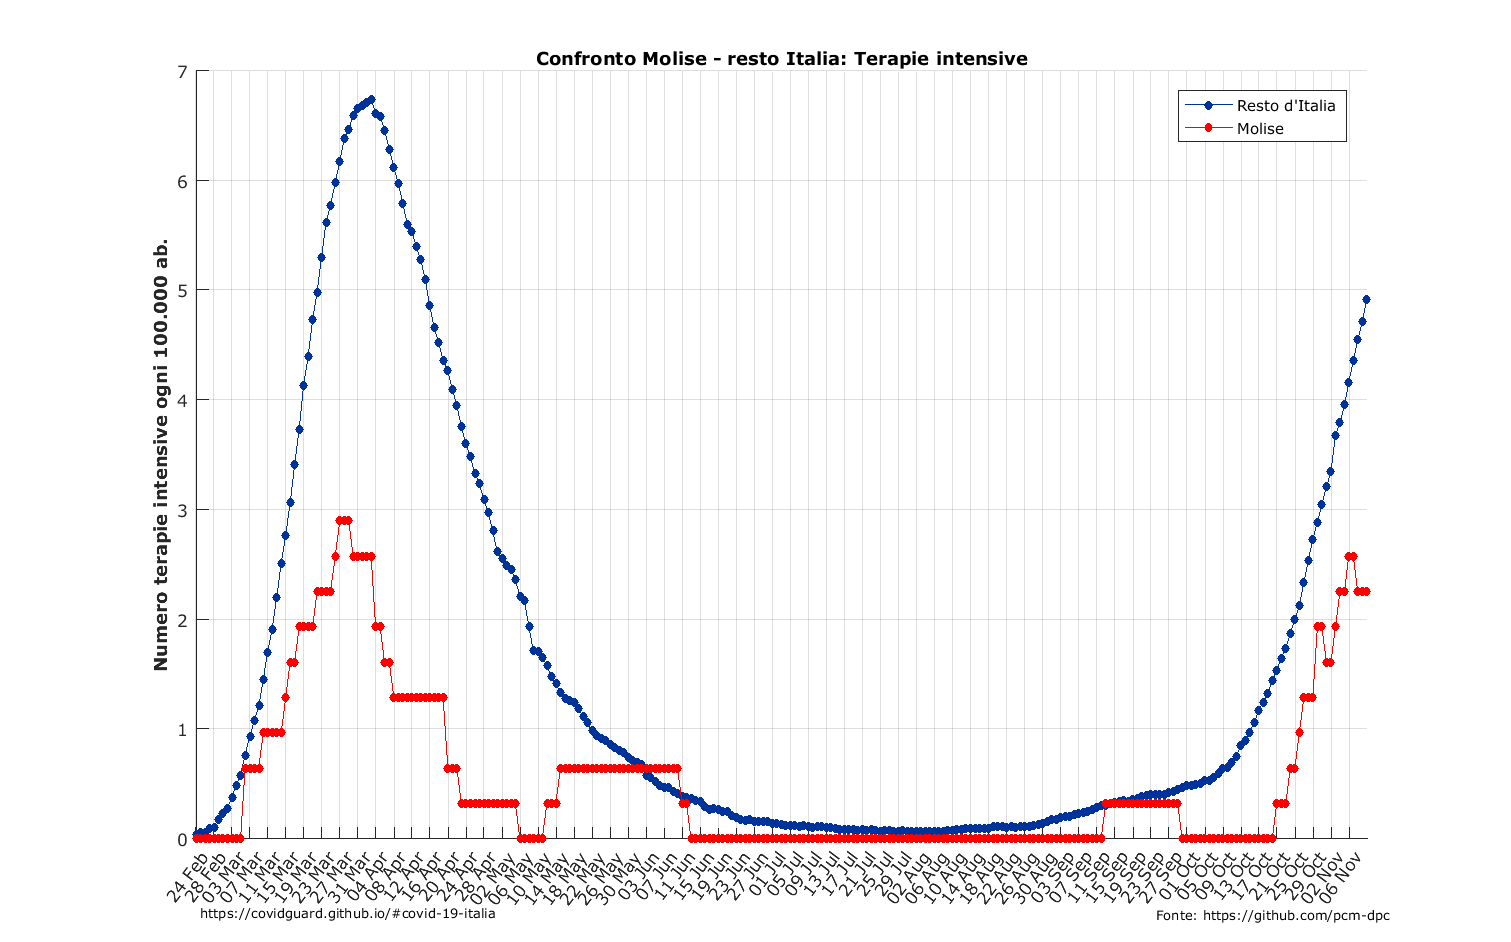 Confronto Molise - resto Italia: Terapie intensive
Numero terapie intensive ogni 100.000 ab.
7
6
5
4
3
2
1
0
Resto d'Italia
Molise
24 Feb
28 Feb
03 Mar
07 Mar
11 Mar
15 Mar
19 Mar
23 Mar
27 Mar
31 Mar
04 Apr
08 Apr
12 Apr
16 Apr
20 Apr
24 Apr
28 Apr
02 May
06 May
10 May
14 May
18 May
22 May
26 May
30 May
03 Jun
07 Jun
11 Jun
15 Jun
19 Jun
23 Jun
27 Jun
01 Jul
05 Jul
09 Jul
13 Jul
17 Jul
21 Jul
25 Jul
29 Jul
02 Aug
06 Aug
10 Aug
14 Aug
18 Aug
22 Aug
26 Aug
30 Aug
03 Sep
07 Sep
11 Sep
15 Sep
19 Sep
23 Sep
27 Sep
01 Oct
05 Oct
09 Oct
13 Oct
17 Oct
21 Oct
25 Oct
29 Oct
02 Nov
06 Nov
https://covidguard.github.io/#covid-19-italia
Fonte: https://github.com/pcm-dpc